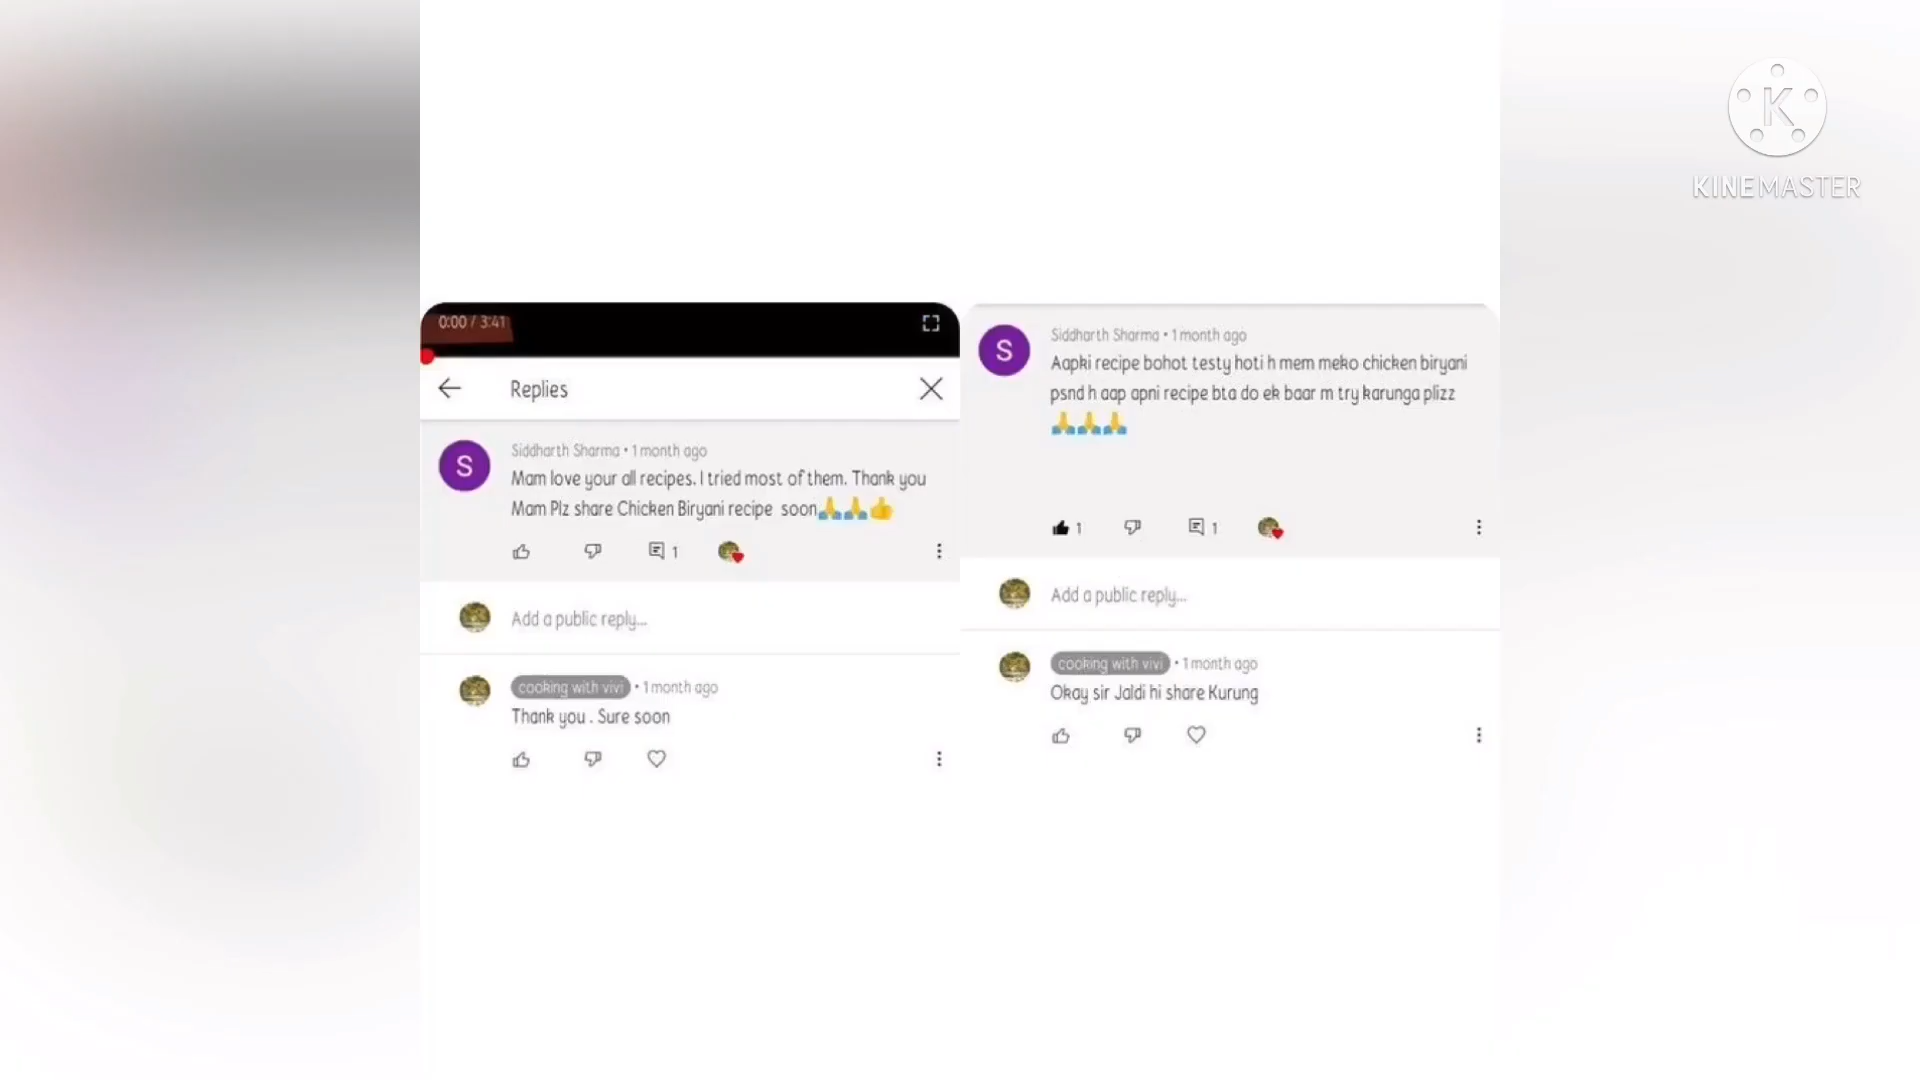 0:00 / 3:41
Replies
S
Siddharth Sharma • 1 month ago
Mam love your all recipes. I tried most of them. Thank you
Mam Plz share Chicken Biryani recipe soon🙏🙏👍
1
Add a public reply...
cooking with vivi • 1 month ago
Thank you . Sure soon
S
Siddharth Sharma • 1 month ago
Aapki recipe bohot testy hoti h mem meko chicken biryani
psnd h aap apni recipe bta do ek baar m try karunga plizz
🙏🙏🙏
1 1
Add a public reply...
cooking with vivi • 1 month ago
Okay sir Jaldi hi share Kurung
K
KINEMASTER